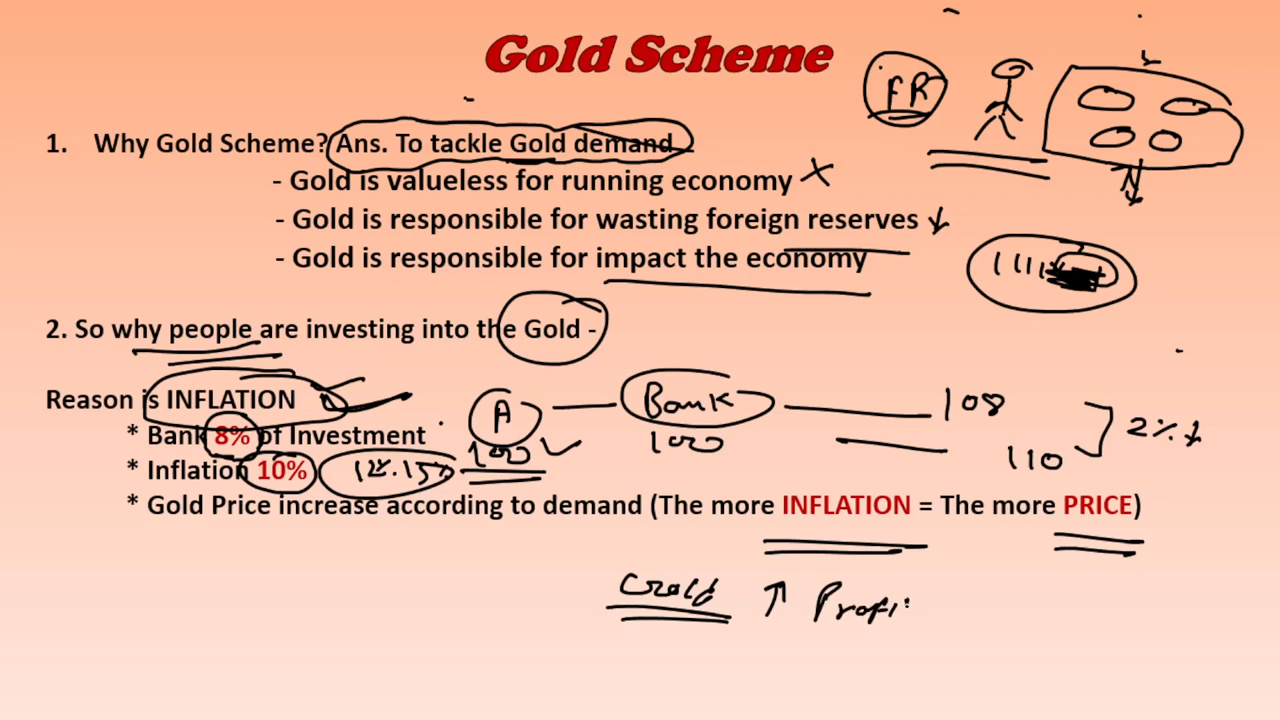 Gold Scheme
FR
1. Why Gold Scheme? Ans. To tackle Gold demand
- Gold is valueless for running economy
- Gold is responsible for wasting foreign reserves
- Gold is responsible for impact the economy
2. So why people are investing into the Gold -
Reason is INFLATION
A Bank 108
* Bank 8% of Investment
100 100 110 2%
* Inflation 10%
* Gold Price increase according to demand (The more INFLATION = The more PRICE)
Gold ↑ Profi